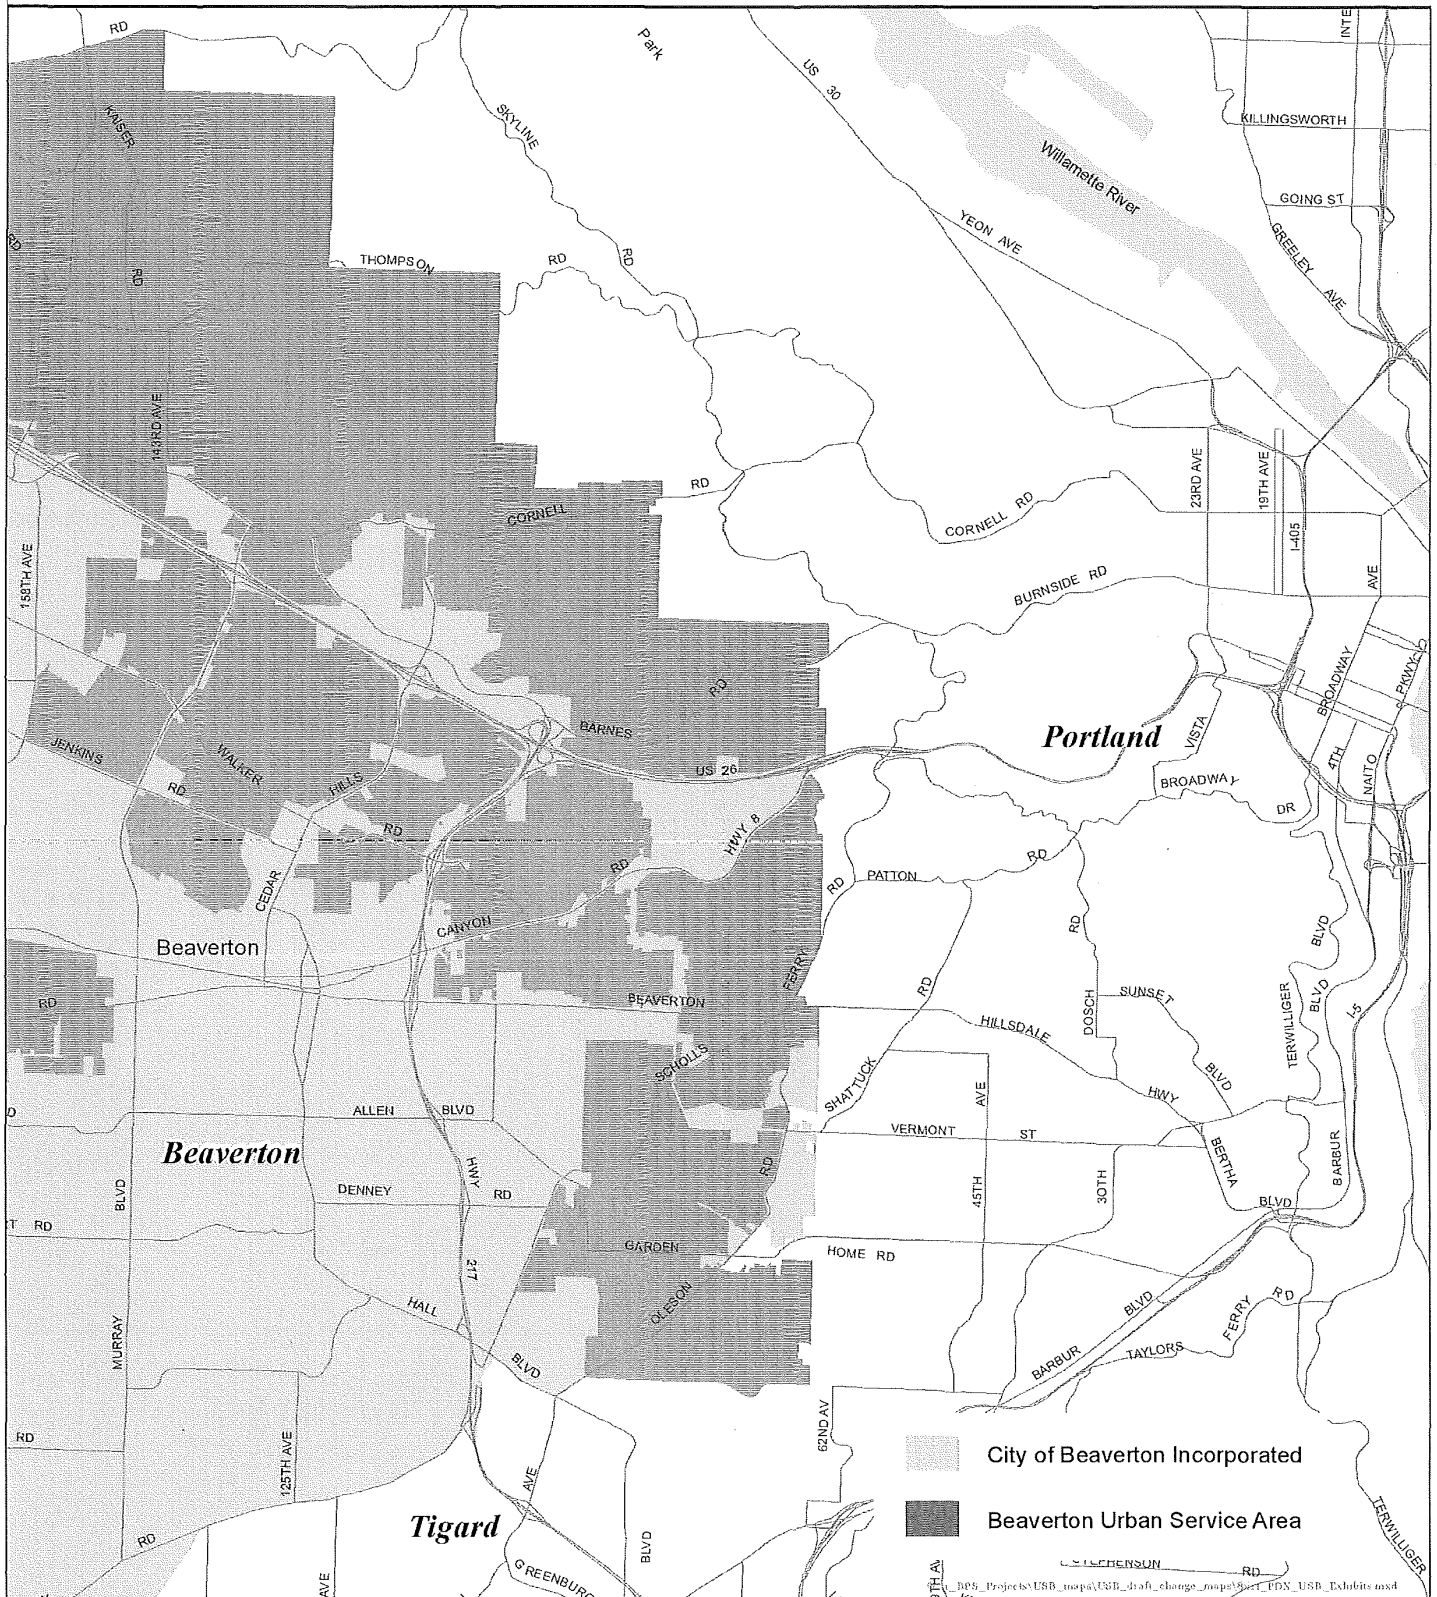 RD
Park
US 30
INTE
KAISER
SKYLINE
KILLINGSWORTH
Willamette River
GOING ST
YEON AVE
GREELEY
RD
RD
THOMPSON
RD
RD
AVE
143RD AVE
RD
CORNELL
23RD AVE
19TH AVE
CORNELL RD
I-405
158TH AVE
BURNSIDE RD
AVE
RD
BROADWAY
PKWY
JENKINS
WALKER
BARNES
Portland
VISTA
4TH
NAITO
US 26
RD
HILLS
BROADWAY
DR
RD
HWY 8
RD
RD
PATTON
RD
CEDAR
CANYON
RD
BLVD
Beaverton
FERRY
RD
BEAVERTON
RD
DOSCH
SUNSET
TERWILLIGER
BLVD
I-5
HILLSDALE
SCHOLLS
SHATTUCK
BLVD
AVE
HWY
D
ALLEN BLVD
VERMONT ST
Beaverton
RD
BERTHA
BARBUR
HWY
BLVD
DENNEY RD
45TH
30TH
BLVD
T RD
GARDEN
HOME RD
217
OLESON
HALL
BLVD
FERRY
RD
MURRAY
BLVD
BARBUR
TAYLORS
RD
125TH AVE
62ND AV
City of Beaverton Incorporated
AVE
Tigard
Beaverton Urban Service Area
RD
BLVD
TERWILLIGER
AVE
GREENBURG
STEPHENSON
RD